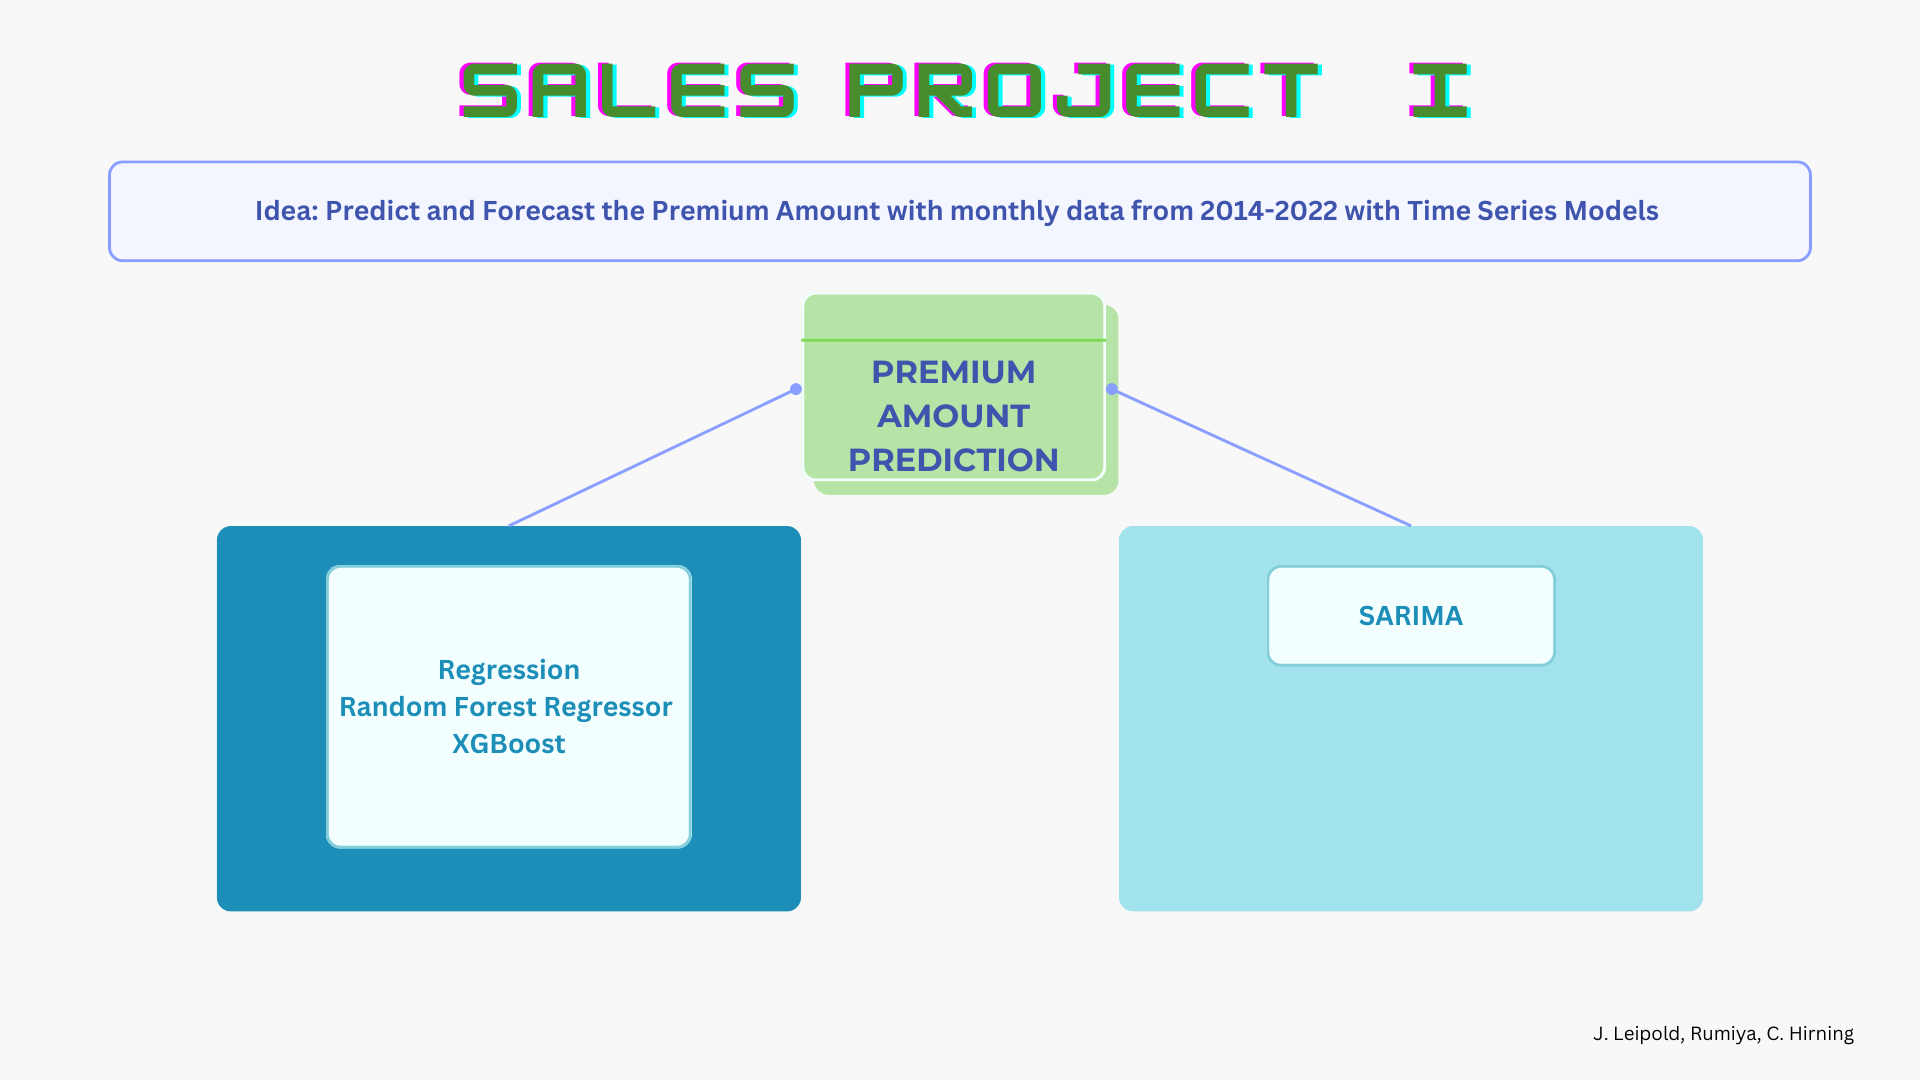 SALES PROJECT I
Idea: Predict and Forecast the Premium Amount with monthly data from 2014-2022 with Time Series Models
PREMIUM
AMOUNT
PREDICTION
Regression
Random Forest Regressor
XGBoost
SARIMA
J. Leipold, Rumiya, C. Hirning